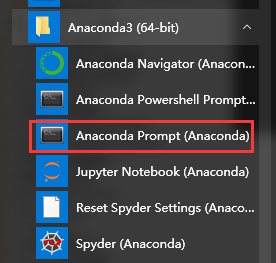 Anaconda3 (64-bit)
Anaconda Navigator (Anacon...
Anaconda Powershell Prompt...
Anaconda Prompt (Anaconda)
Jupyter Notebook (Anaconda)
Reset Spyder Settings (Anaco...
Spyder (Anaconda)